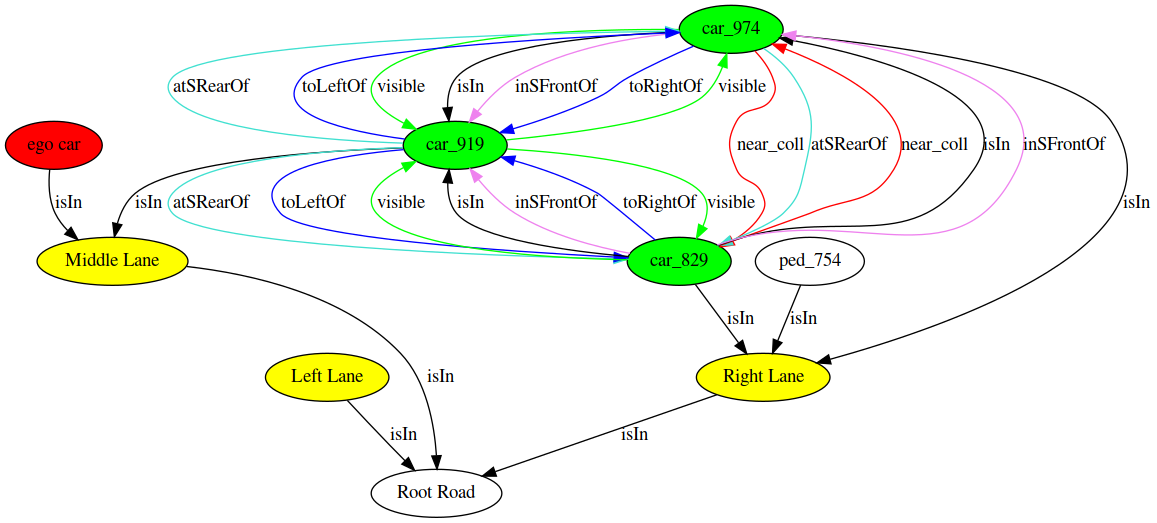 car_974
atSRearOf toLeftOf visible isIn inSFrontOf toRightOf visible
ego car car_919 near_coll atSRearOf near_coll isIn inSFrontOf
isIn isIn atSRearOf toLeftOf visible isIn inSFrontOf toRightOf visible isIn
Middle Lane car_829 ped_754
isIn isIn
Left Lane isIn Right Lane
isIn isIn
Root Road